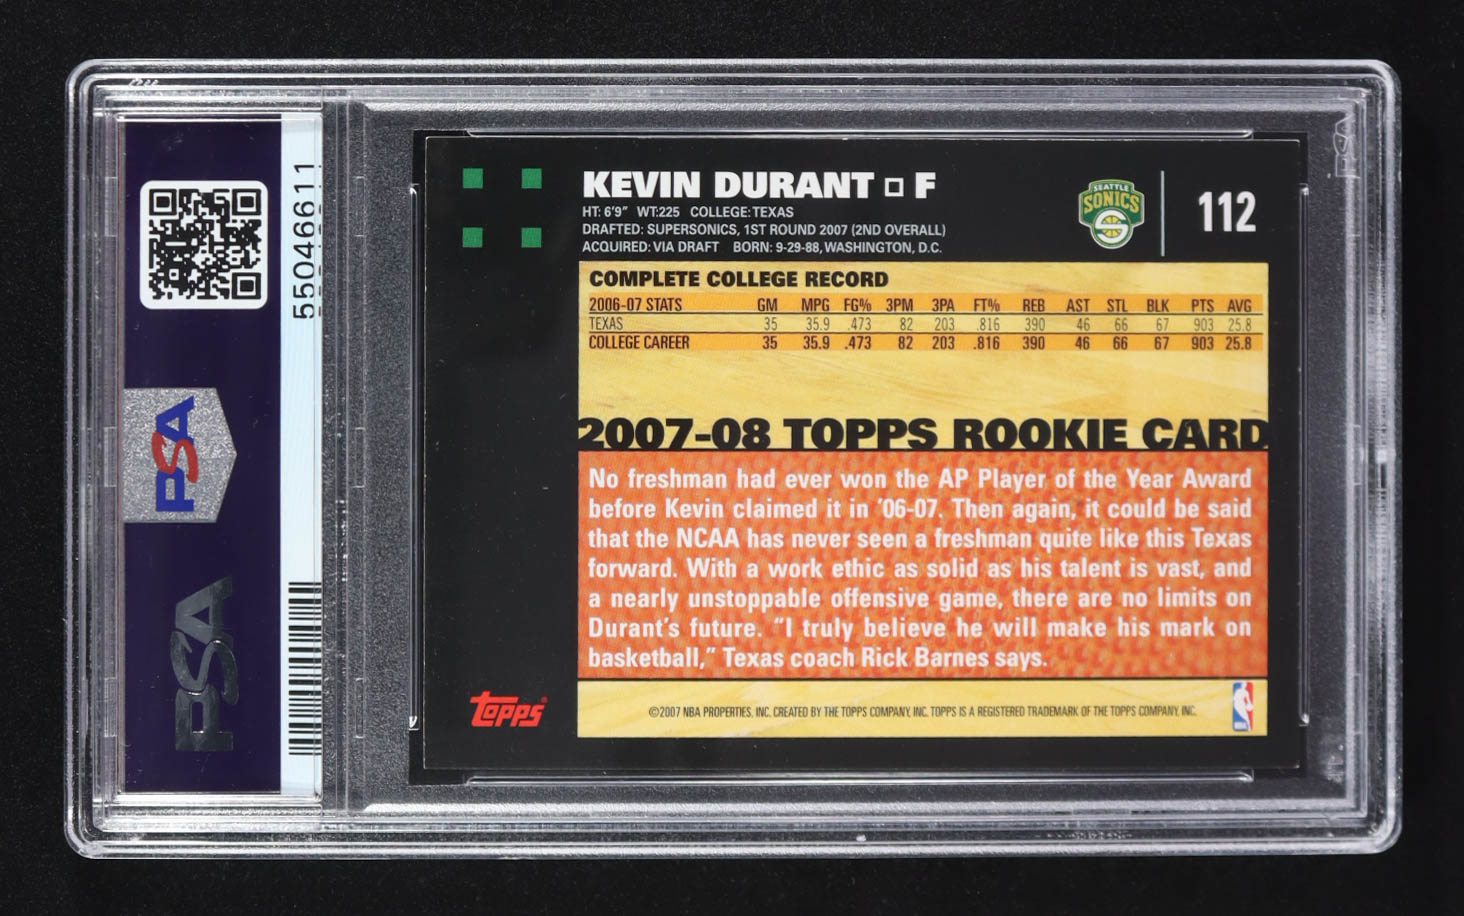 55046611
PSA
PSA
KEVIN DURANT □ F
HT: 6'9" WT:225 COLLEGE: TEXAS
DRAFTED: SUPERSONICS, 1ST ROUND 2007 (2ND OVERALL)
ACQUIRED: VIA DRAFT BORN: 9-29-88, WASHINGTON, D.C.
SEATTLE
SONICS
112
COMPLETE COLLEGE RECORD
2006-07 STATS GM MPG FG% 3PM 3PA FT% REB AST STL BLK PTS AVG
TEXAS 35 35.9 .473 82 203 .816 390 46 66 67 903 25.8
COLLEGE CAREER 35 35.9 .473 82 203 .816 390 46 66 67 903 25.8
2007-08 TOPPS ROOKIE CARD
No freshman had ever won the AP Player of the Year Award
before Kevin claimed it in '06-07. Then again, it could be said
that the NCAA has never seen a freshman quite like this Texas
forward. With a work ethic as solid as his talent is vast, and
a nearly unstoppable offensive game, there are no limits on
Durant's future. "I truly believe he will make his mark on
basketball," Texas coach Rick Barnes says.
Topps
©2007 NBA PROPERTIES, INC. CREATED BY THE TOPPS COMPANY, INC. TOPPS IS A REGISTERED TRADEMARK OF THE TOPPS COMPANY, INC.
NBA